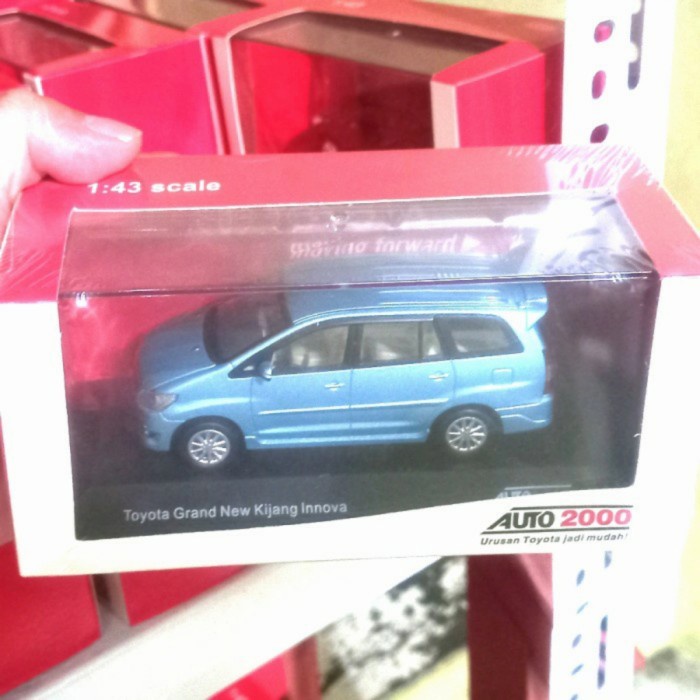 1:43 scale
moving forward
Toyota Grand New Kijang Innova
AUTO 2000
Urusan Toyota jadi mudah!